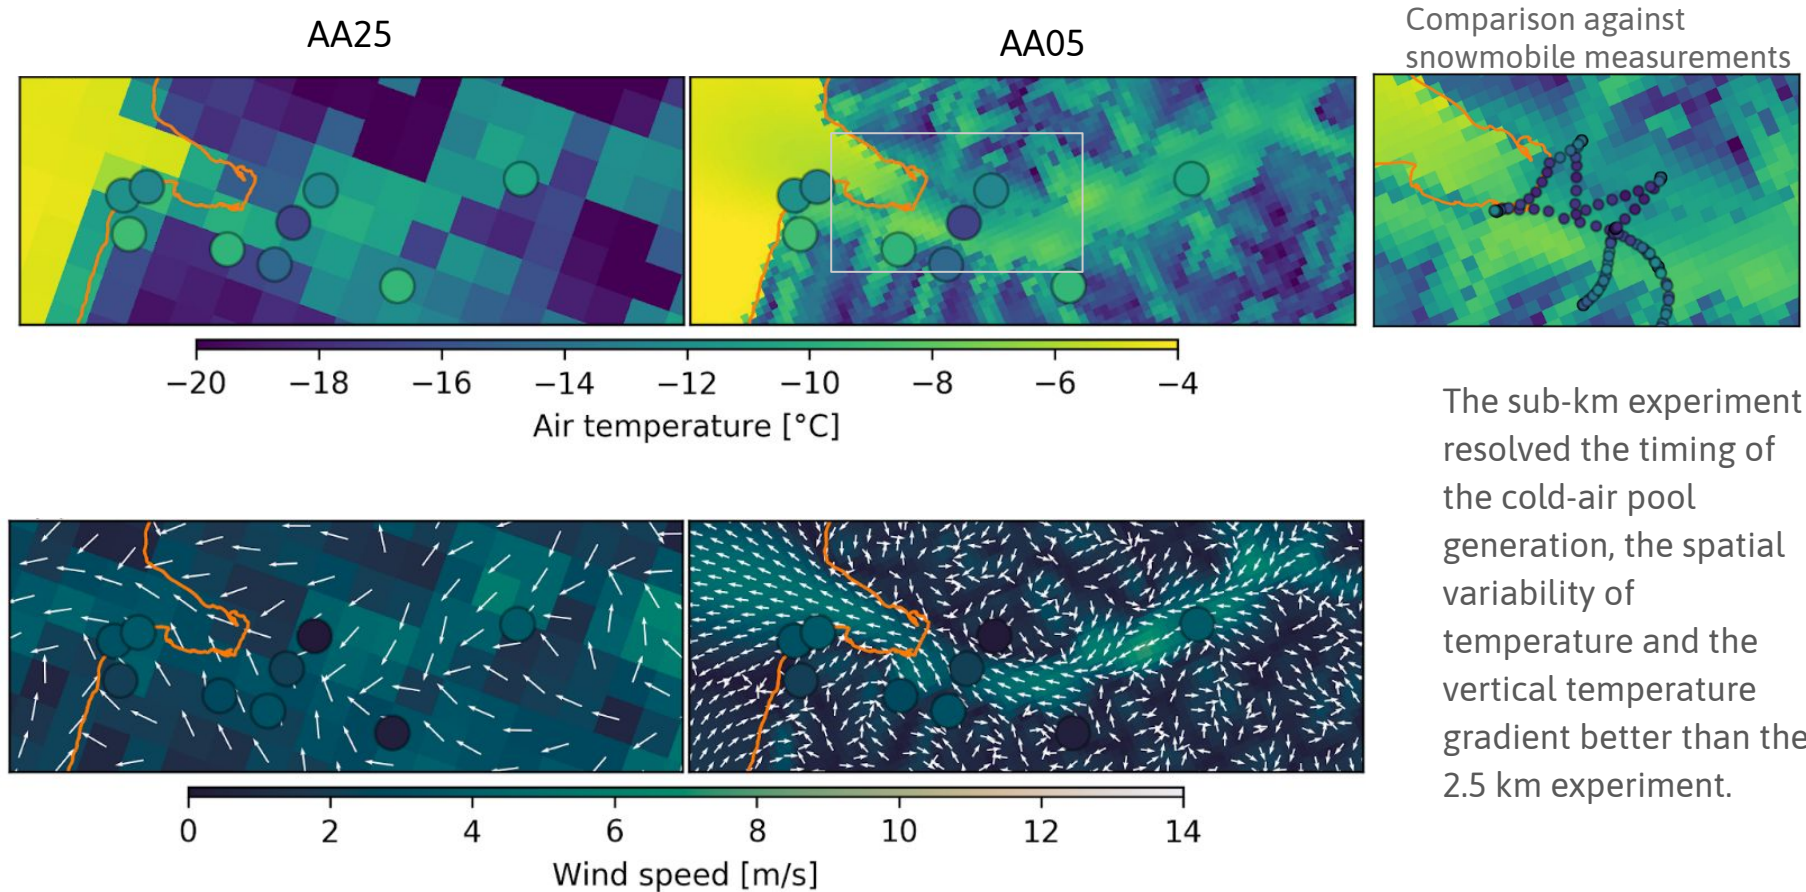 AA25
AA05
Comparison against
snowmobile measurements
−20 −18 −16 −14 −12 −10 −8 −6 −4
Air temperature [°C]
The sub-km experiment
resolved the timing of
the cold-air pool
generation, the spatial
variability of
temperature and the
vertical temperature
gradient better than the
2.5 km experiment.
0 2 4 6 8 10 12 14
Wind speed [m/s]